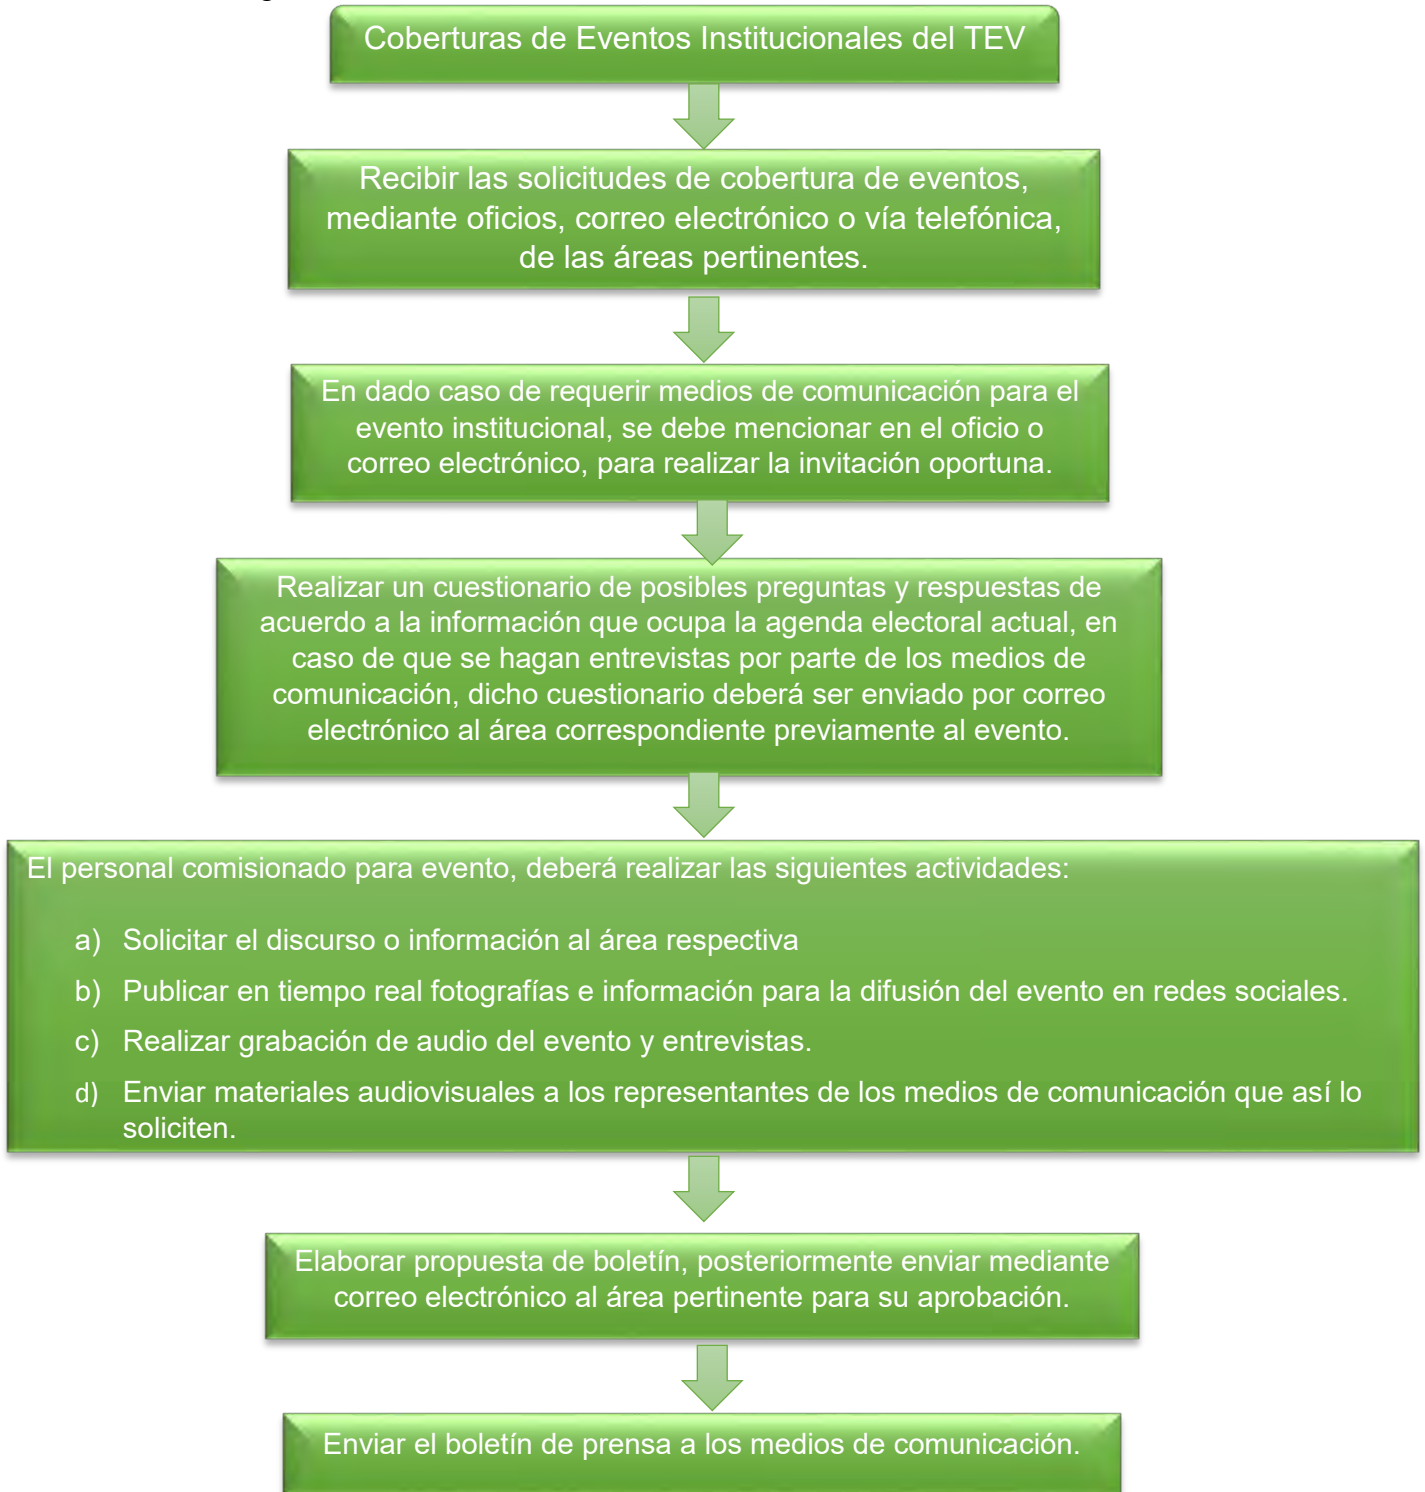 Coberturas de Eventos Institucionales del TEV
Recibir las solicitudes de cobertura de eventos,
mediante oficios, correo electrónico o vía telefónica,
de las áreas pertinentes.
En dado caso de requerir medios de comunicación para el
evento institucional, se debe mencionar en el oficio o
correo electrónico, para realizar la invitación oportuna.
Realizar un cuestionario de posibles preguntas y respuestas de
acuerdo a la información que ocupa la agenda electoral actual, en
caso de que se hagan entrevistas por parte de los medios de
comunicación, dicho cuestionario deberá ser enviado por correo
electrónico al área correspondiente previamente al evento.
El personal comisionado para evento, deberá realizar las siguientes actividades:
a) Solicitar el discurso o información al área respectiva
b) Publicar en tiempo real fotografías e información para la difusión del evento en redes sociales.
c) Realizar grabación de audio del evento y entrevistas.
d) Enviar materiales audiovisuales a los representantes de los medios de comunicación que así lo
soliciten.
Elaborar propuesta de boletín, posteriormente enviar mediante
correo electrónico al área pertinente para su aprobación.
Enviar el boletín de prensa a los medios de comunicación.